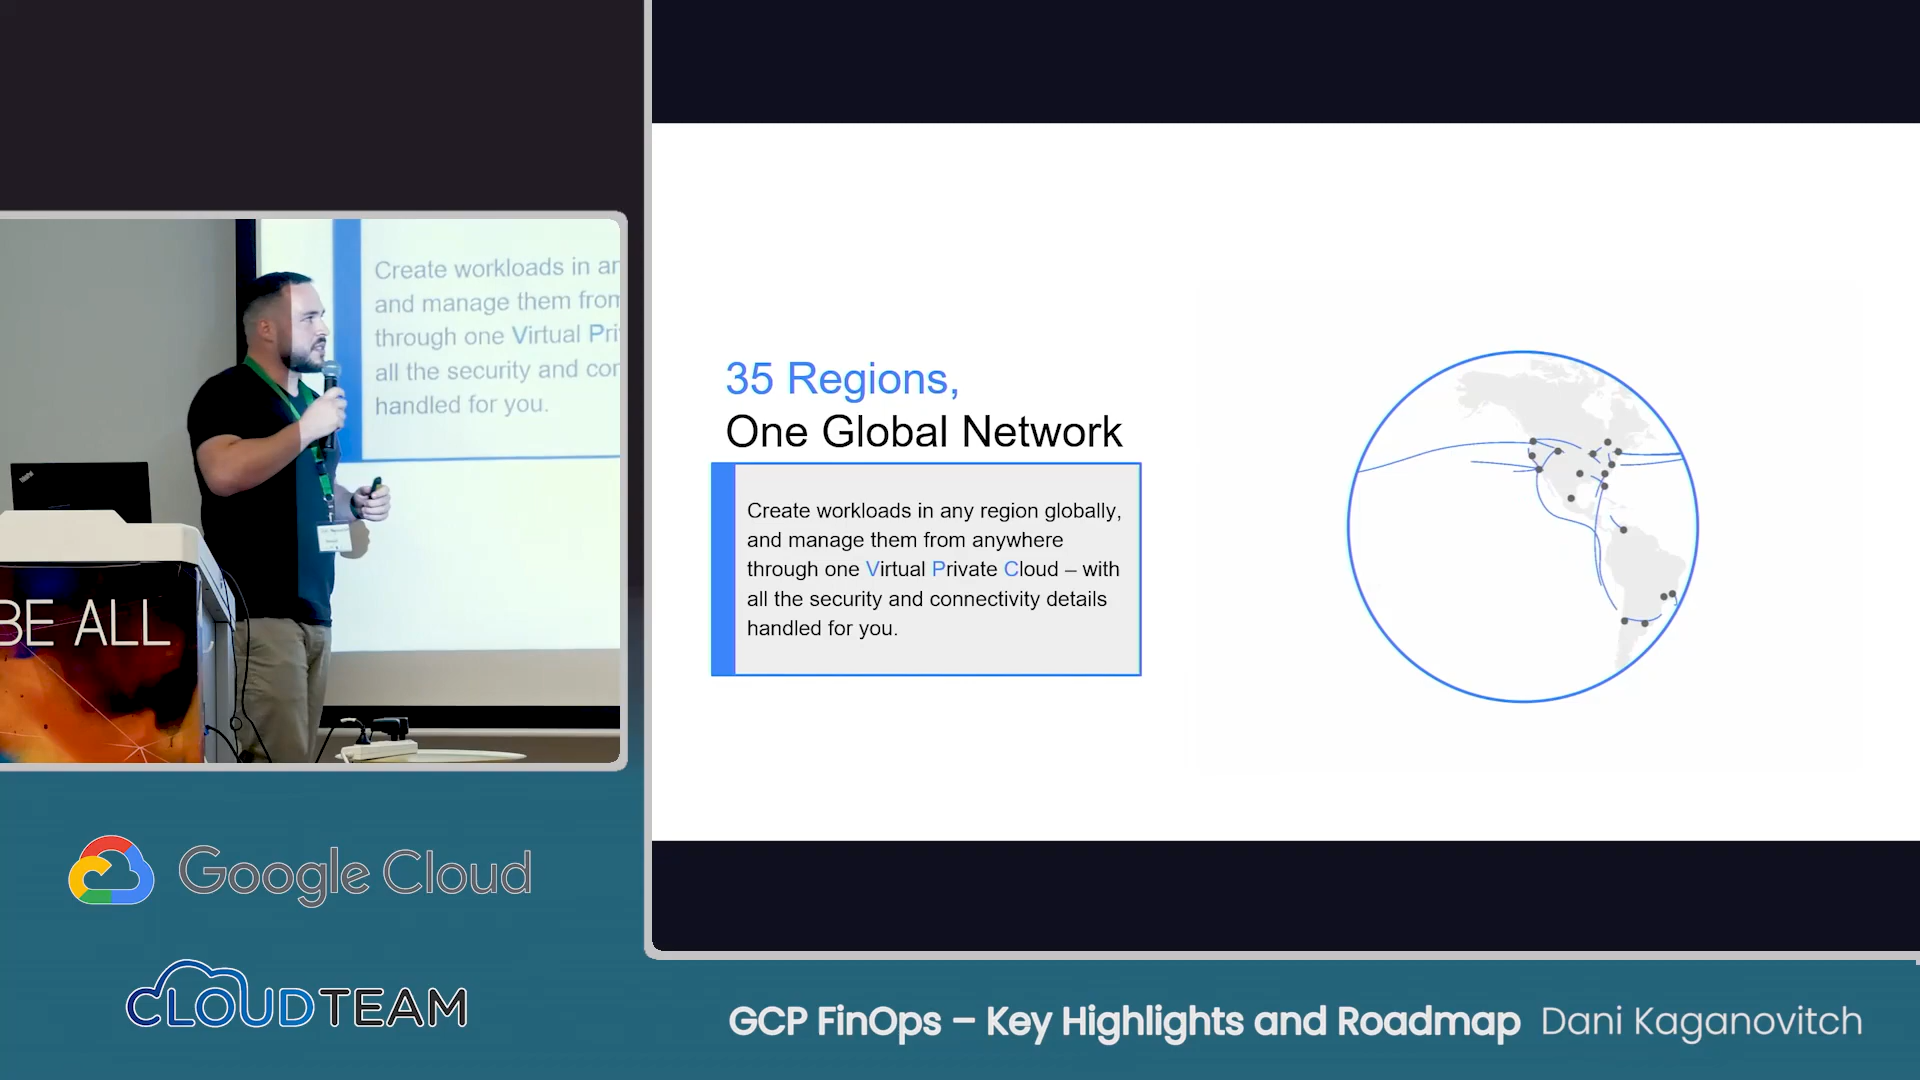 Create workloads in
and manage them from
through one Virtual Pri
all the security and
handled for you.
BE ALL
Google Cloud
CLOUDTEAM
35 Regions,
One Global Network
Create workloads in any region globally,
and manage them from anywhere
through one Virtual Private Cloud – with
all the security and connectivity details
handled for you.
GCP FinOps – Key Highlights and Roadmap Dani Kaganovitch